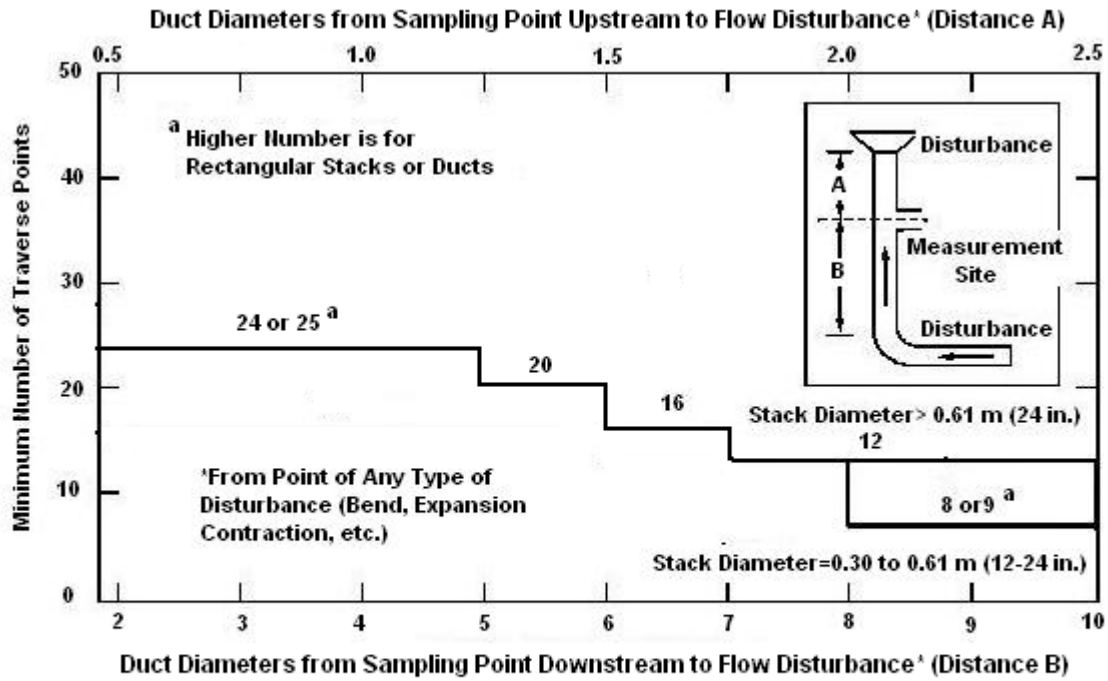 Duct Diameters from Sampling Point Upstream to Flow Disturbance* (Distance A)
0.5 1.0 1.5 2.0 2.5
50
40
30
20
10
0
Minimum Number of Traverse Points
a Higher Number is for
Rectangular Stacks or Ducts
Disturbance
A
Measurement
Site
B
Disturbance
24 or 25 a
20
16
Stack Diameter> 0.61 m (24 in.)
12
8 or9 a
*From Point of Any Type of
Disturbance (Bend, Expansion
Contraction, etc.)
Stack Diameter=0.30 to 0.61 m (12-24 in.)
2 3 4 5 6 7 8 9 10
Duct Diameters from Sampling Point Downstream to Flow Disturbance* (Distance B)